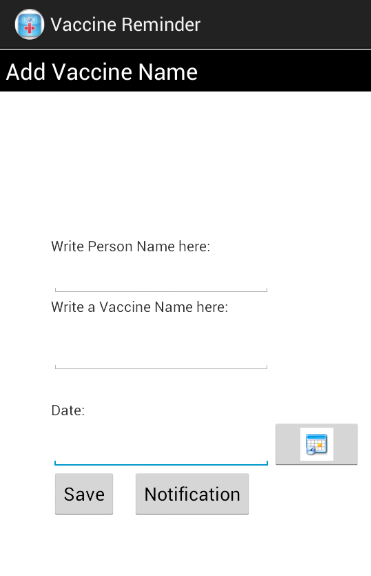 Vaccine Reminder
Add Vaccine Name
Write Person Name here:
Write a Vaccine Name here:
Date:
Save
Notification